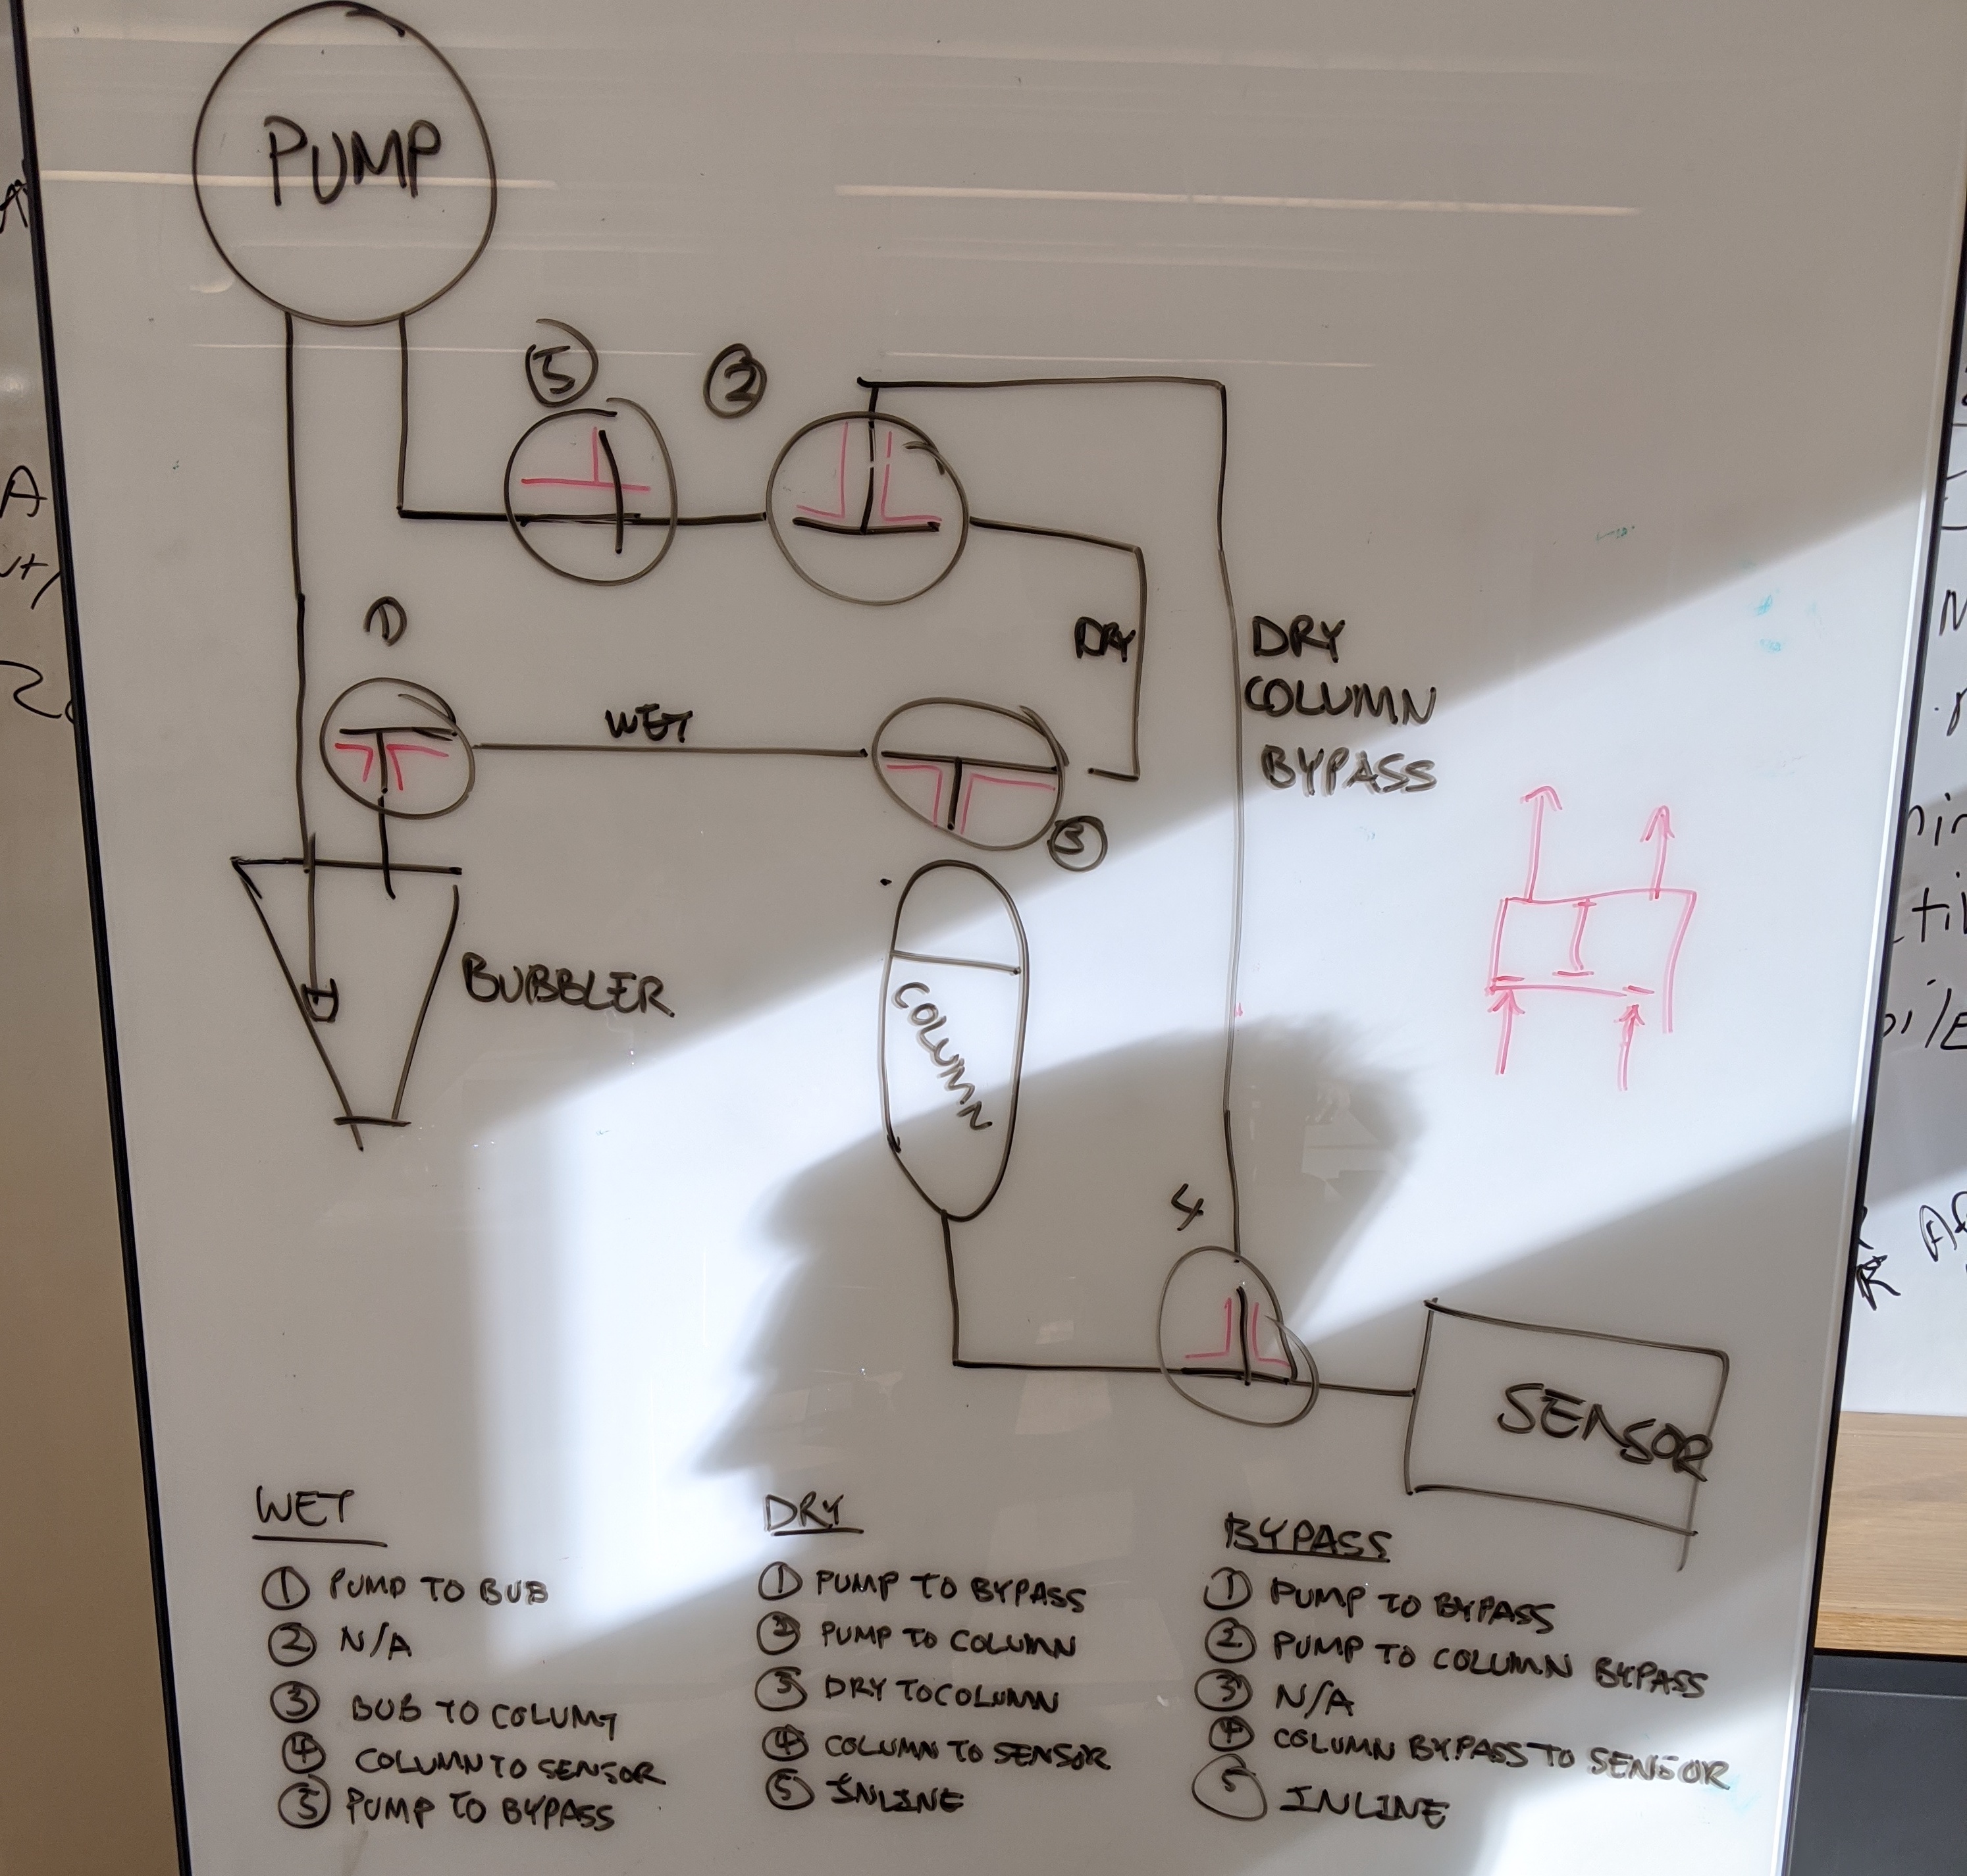 PUMP
5
2
1
DRY
DRY
COLUMN
BYPASS
WET
3
BUBBLER
COLUMN
4
SENSOR
WET
1 PUMP TO BUB
2 N/A
3 BUB TO COLUMT
4 COLUMN TO SENSOR
5 PUMP TO BYPASS
DRY
1 PUMP TO BYPASS
2 PUMP TO COLUMN
3 DRY TO COLUMN
4 COLUMN TO SENSOR
5 INLINE
BYPASS
1 PUMP TO BYPASS
2 PUMP TO COLUMN BYPASS
3 N/A
4 COLUMN BYPASS TO SENSOR
5 INLINE